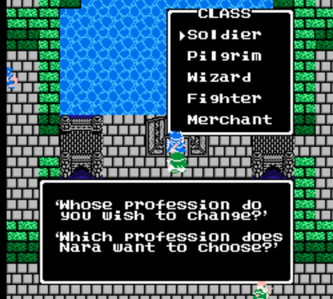 CLASS
Soldier
Pilgrim
Wizard
Fighter
Merchant
‘Whose profession do
you wish to change?’
‘Which profession does
Nara want to choose?’